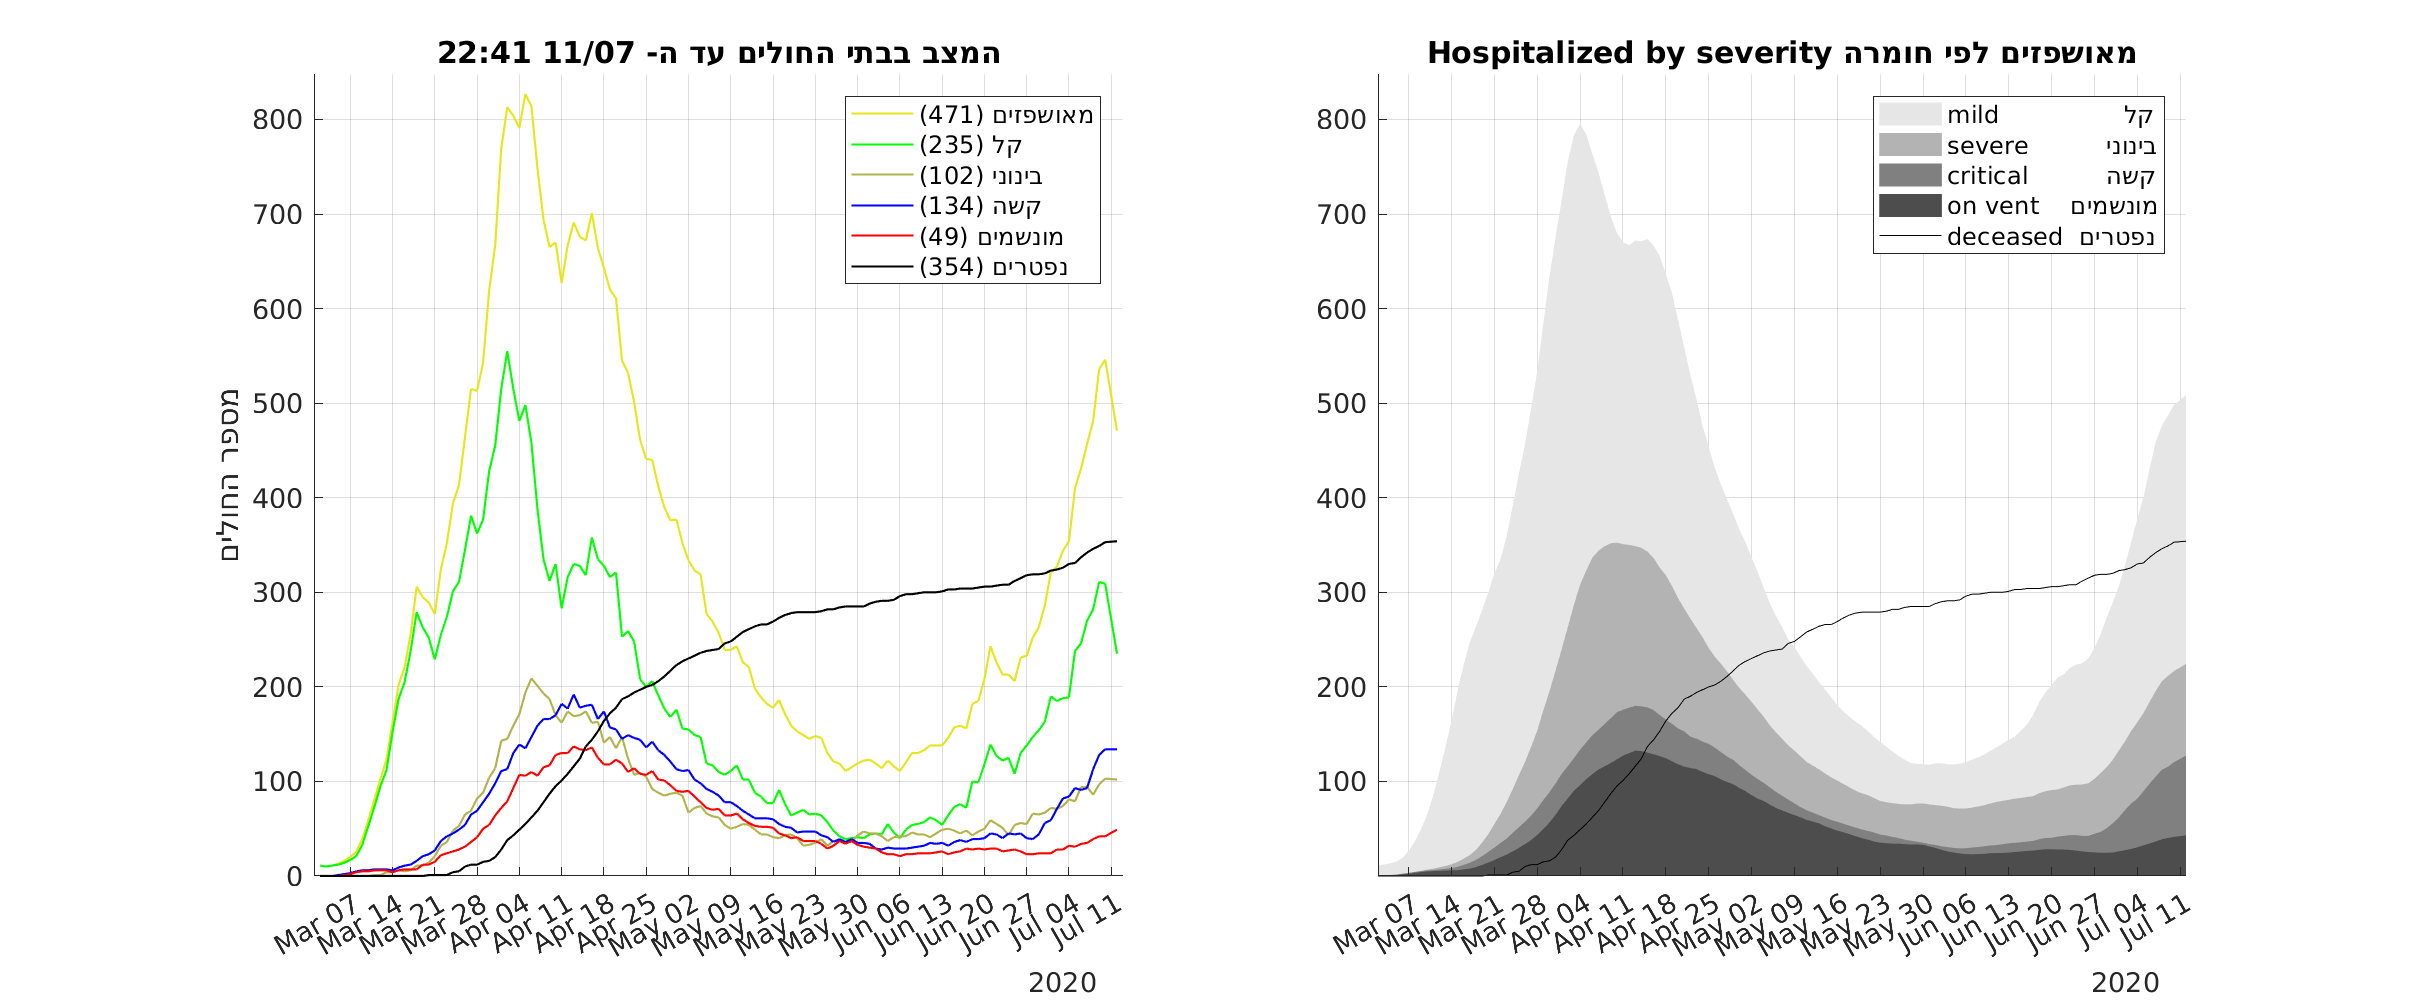 המצב בבתי החולים עד ה- 11/07 22:41
מספר החולים
800
700
600
500
400
300
200
100
0
מאושפזים (471)
קל (235)
בינוני (102)
קשה (134)
מונשמים (49)
נפטרים (354)
Mar 07
Mar 14
Mar 21
Mar 28
Apr 04
Apr 11
Apr 18
Apr 25
May 02
May 09
May 16
May 23
May 30
Jun 06
Jun 13
Jun 20
Jun 27
Jul 04
Jul 11
2020
Hospitalized by severity מאושפזים לפי חומרה
800
700
600
500
400
300
200
100
mild קל
severe בינוני
critical קשה
on vent מונשמים
deceased נפטרים
Mar 07
Mar 14
Mar 21
Mar 28
Apr 04
Apr 11
Apr 18
Apr 25
May 02
May 09
May 16
May 23
May 30
Jun 06
Jun 13
Jun 20
Jun 27
Jul 04
Jul 11
2020